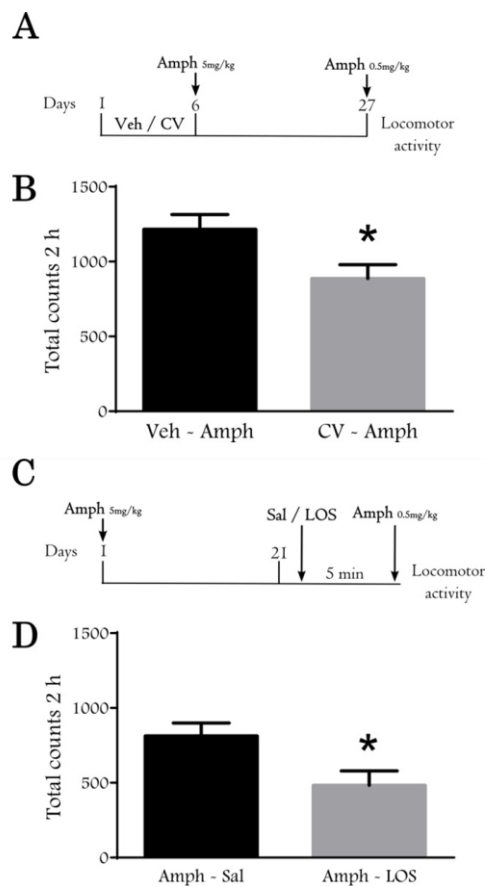 A
Amph 5mg/kg
Amph 0.5mg/kg
Days 1 6 27
Veh / CV
Locomotor
activity
B
Total counts 2 h
1500
1000
500
0
*
Veh - Amph
CV - Amph
C
Amph 5mg/kg
Sal / LOS
Amph 0.5mg/kg
Days 1 21
5 min
Locomotor
activity
D
Total counts 2 h
1500
1000
500
0
*
Amph - Sal
Amph - LOS